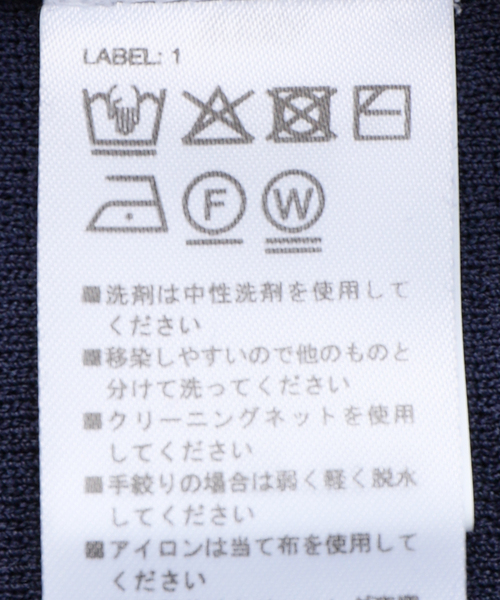 LABEL: 1
F
W
■洗剤は中性洗剤を使用して
ください
■移染しやすいので他のものと
分けて洗ってください
■クリーニングネットを使用
してください
■手絞りの場合は弱く軽く脱水
してください
■アイロンは当て布を使用して
ください